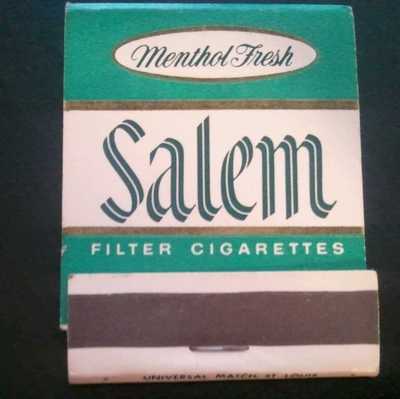 Menthol Fresh
Salem
FILTER CIGARETTES
UNIVERSAL MATCH ST LOUIS